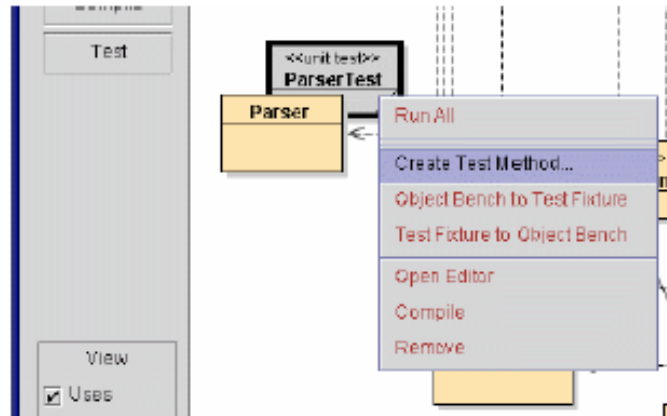 Compile
Test
<<unit test>>
ParserTest
Parser
Run All
Create Test Method...
Object Bench to Test Fixture
Test Fixture to Object Bench
Open Editor
Compile
Remove
View
Uses